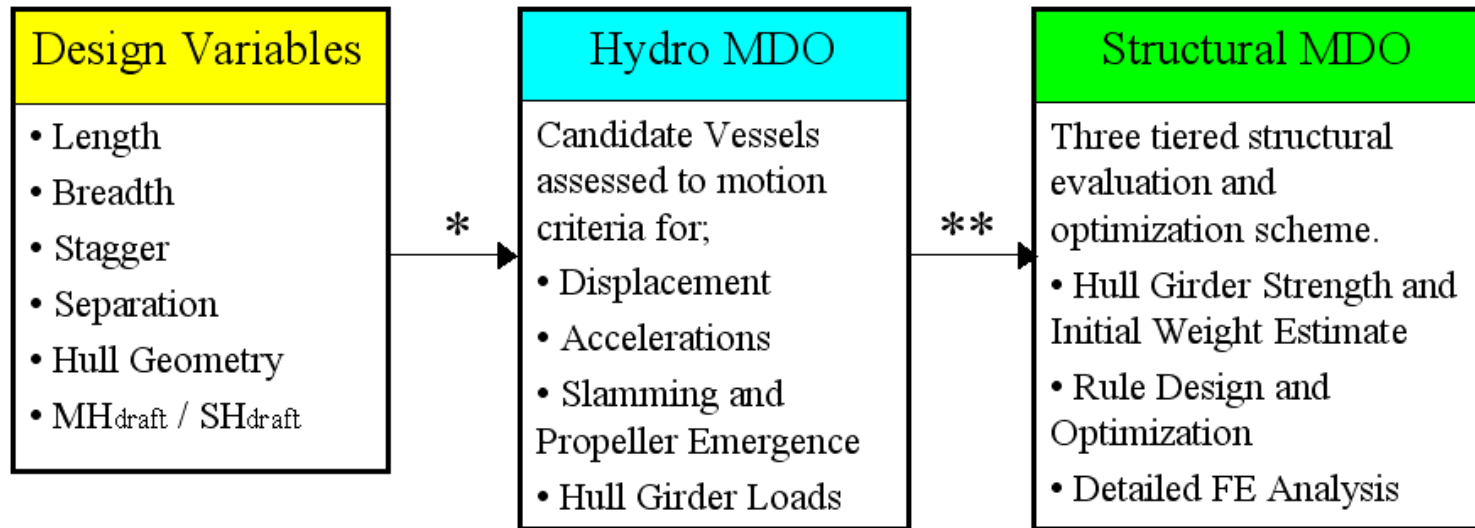 Design Variables
• Length
• Breadth
• Stagger
• Separation
• Hull Geometry
• MHdraft / SHdraft
*
Hydro MDO
Candidate Vessels
assessed to motion
criteria for;
• Displacement
• Accelerations
• Slamming and
Propeller Emergence
• Hull Girder Loads
**
Structural MDO
Three tiered structural
evaluation and
optimization scheme.
• Hull Girder Strength and
Initial Weight Estimate
• Rule Design and
Optimization
• Detailed FE Analysis